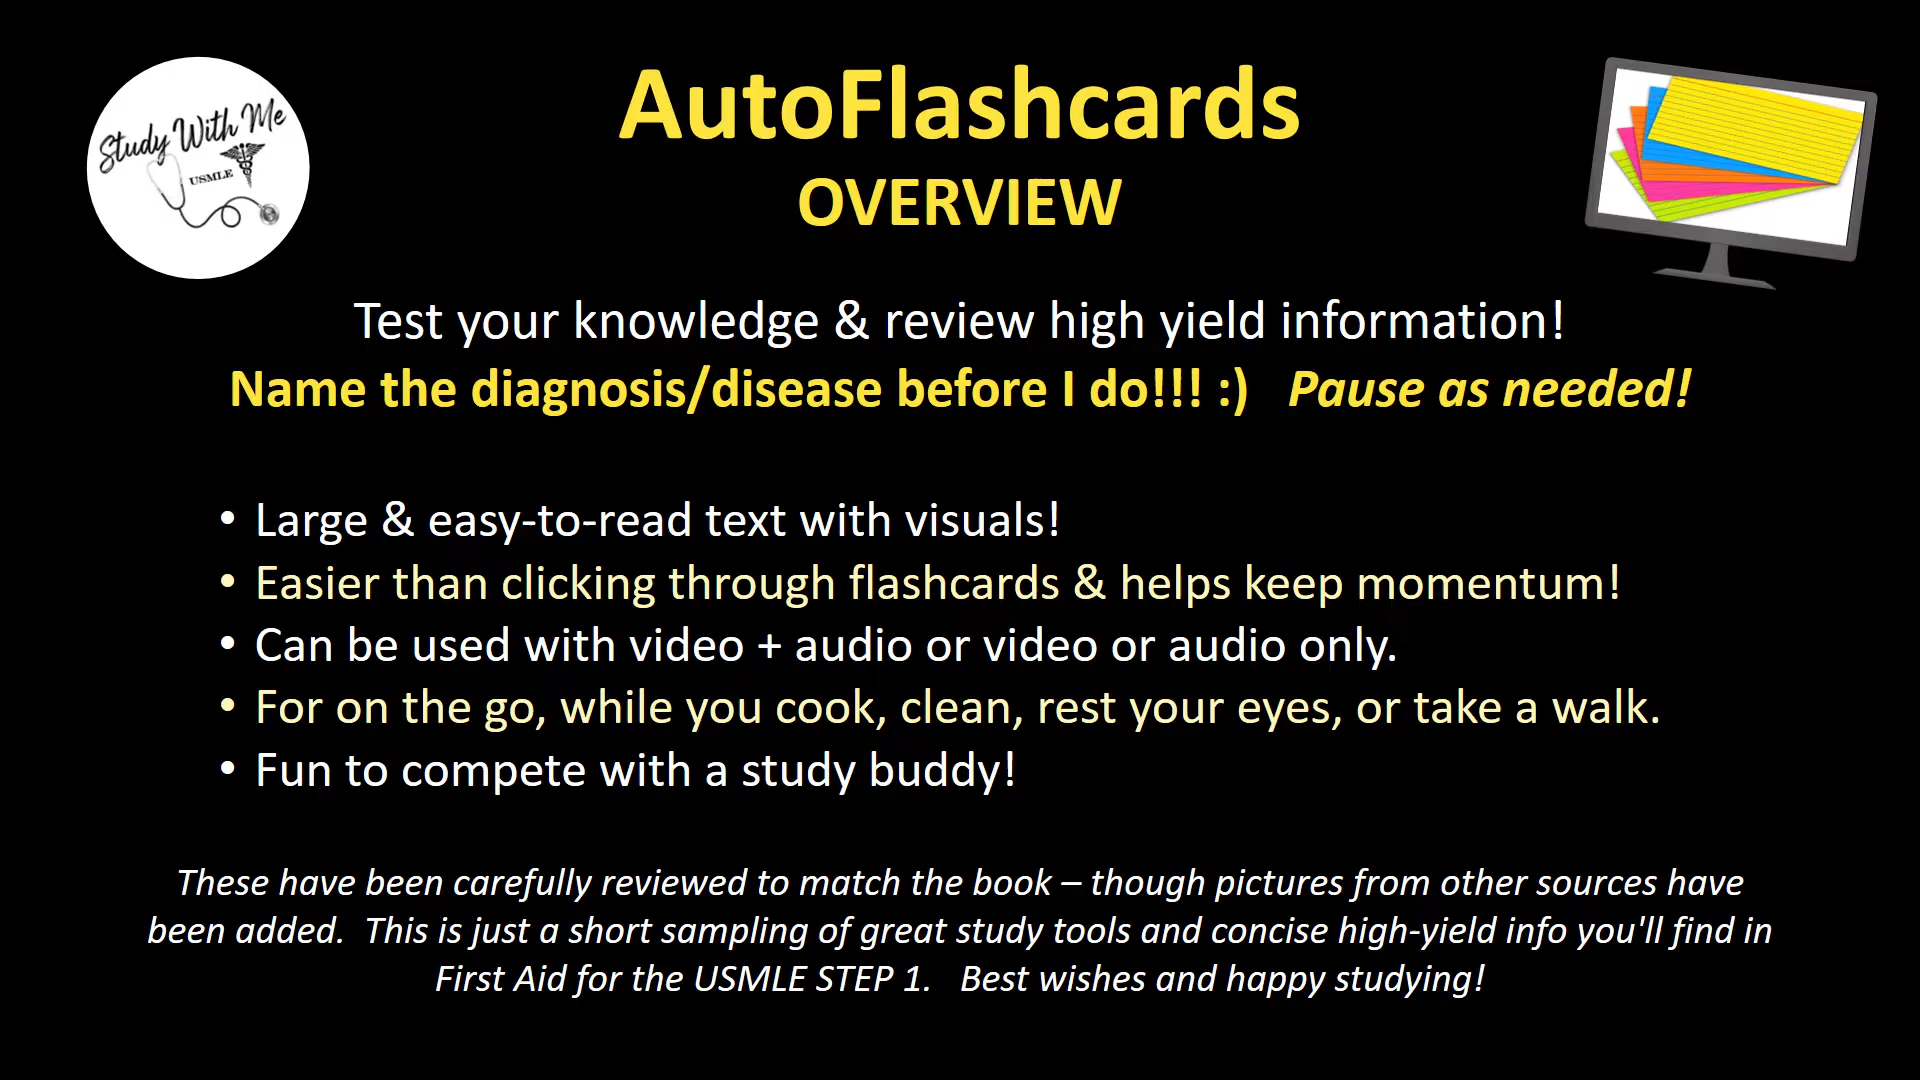 Study With Me
USMLE
AutoFlashcards
OVERVIEW
Test your knowledge & review high yield information!
Name the diagnosis/disease before I do!!! :)   Pause as needed!
• Large & easy-to-read text with visuals!
• Easier than clicking through flashcards & helps keep momentum!
• Can be used with video + audio or video or audio only.
• For on the go, while you cook, clean, rest your eyes, or take a walk.
• Fun to compete with a study buddy!
These have been carefully reviewed to match the book – though pictures from other sources have
been added.  This is just a short sampling of great study tools and concise high-yield info you'll find in
First Aid for the USMLE STEP 1.   Best wishes and happy studying!